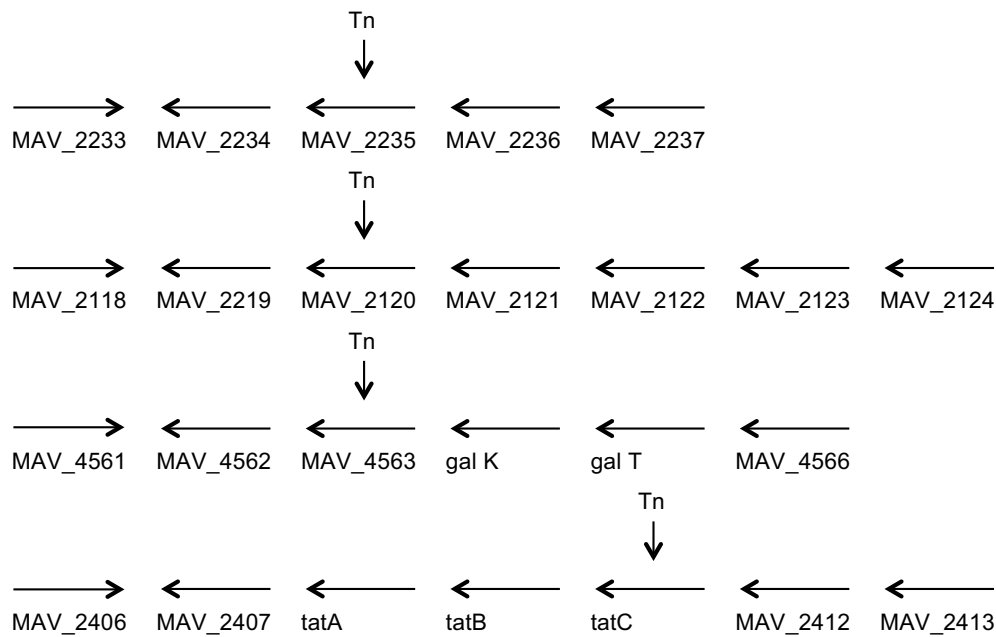 Tn
MAV_2233 MAV_2234 MAV_2235 MAV_2236 MAV_2237
Tn
MAV_2118 MAV_2219 MAV_2120 MAV_2121 MAV_2122 MAV_2123 MAV_2124
Tn
MAV_4561 MAV_4562 MAV_4563 gal K gal T MAV_4566
Tn
MAV_2406 MAV_2407 tatA tatB tatC MAV_2412 MAV_2413